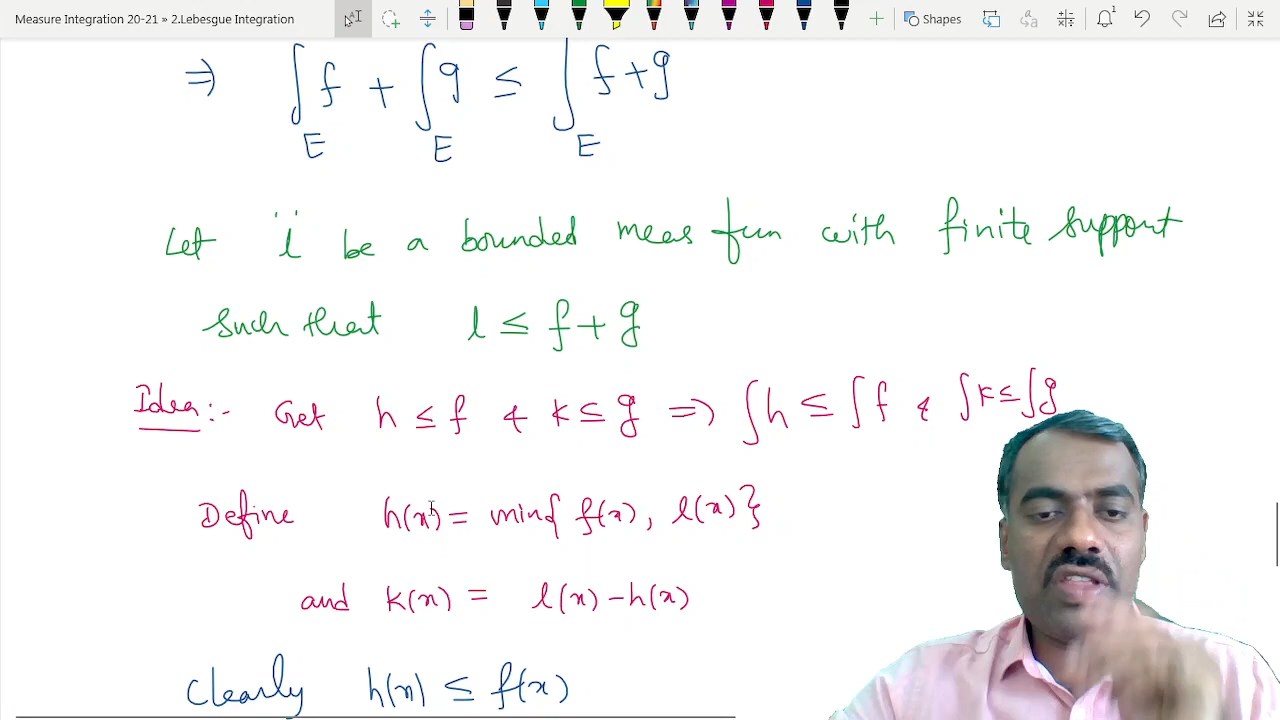 Measure Integration 20-21 » 2.Lebesgue Integration
Shapes
⇒ ∫_E f + ∫_E g ≤ ∫_E f+g
Let "l" be a bounded meas fun with finite support
such that l ≤ f+g
Idea:- Get h ≤ f & k ≤ g ⇒ ∫h ≤ ∫f & ∫k ≤ ∫g
Define h(x) = min{ f(x), l(x) }
and k(x) = l(x) - h(x)
Clearly h(x) ≤ f(x)